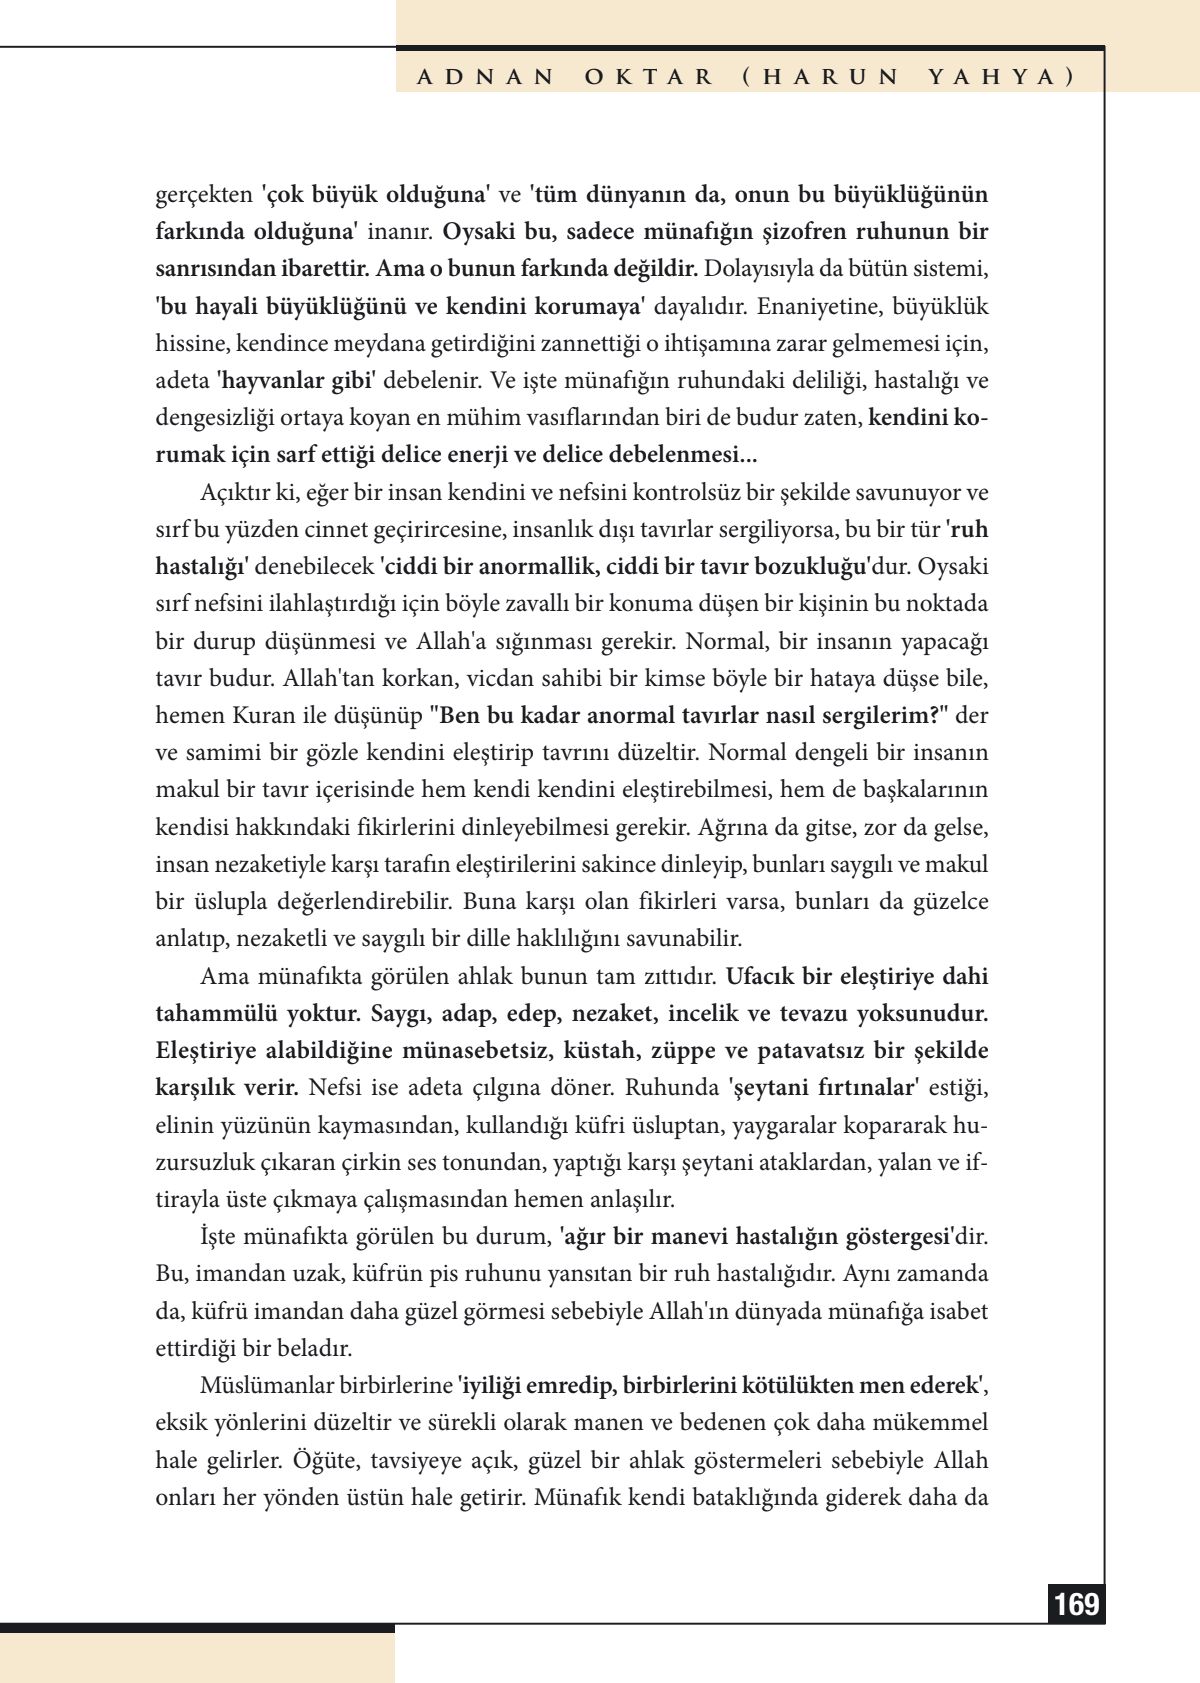 ADNAN OKTAR (HARUN YAHYA)
gerçekten 'çok büyük olduğuna' ve 'tüm dünyanın da, onun bu büyüklüğünün
farkında olduğuna' inanır. Oysaki bu, sadece münafığın şizofren ruhunun bir
sanrısından ibarettir. Ama o bunun farkında değildir. Dolayısıyla da bütün sistemi,
'bu hayali büyüklüğünü ve kendini korumaya' dayalıdır. Enaniyetine, büyüklük
hissine, kendince meydana getirdiğini zannettiği o ihtişamına zarar gelmemesi için,
adeta 'hayvanlar gibi' debelenir. Ve işte münafığın ruhundaki deliliği, hastalığı ve
dengesizliği ortaya koyan en mühim vasıflarından biri de budur zaten, kendini ko-
rumak için sarf ettiği delice enerji ve delice debelenmesi...
Açıktır ki, eğer bir insan kendini ve nefsini kontrolsüz bir şekilde savunuyor ve
sırf bu yüzden cinnet geçirircesine, insanlık dışı tavırlar sergiliyorsa, bu bir tür 'ruh
hastalığı' denebilecek 'ciddi bir anormallik, ciddi bir tavır bozukluğu'dur. Oysaki
sırf nefsini ilahlaştırdığı için böyle zavallı bir konuma düşen bir kişinin bu noktada
bir durup düşünmesi ve Allah'a sığınması gerekir. Normal, bir insanın yapacağı
tavır budur. Allah'tan korkan, vicdan sahibi bir kimse böyle bir hataya düşse bile,
hemen Kuran ile düşünüp "Ben bu kadar anormal tavırlar nasıl sergilerim?" der
ve samimi bir gözle kendini eleştirip tavrını düzeltir. Normal dengeli bir insanın
makul bir tavır içerisinde hem kendi kendini eleştirebilmesi, hem de başkalarının
kendisi hakkındaki fikirlerini dinleyebilmesi gerekir. Ağrına da gitse, zor da gelse,
insan nezaketiyle karşı tarafın eleştirilerini sakince dinleyip, bunları saygılı ve makul
bir üslupla değerlendirebilir. Buna karşı olan fikirleri varsa, bunları da güzelce
anlatıp, nezaketli ve saygılı bir dille haklılığını savunabilir.
Ama münafıkta görülen ahlak bunun tam zıttıdır. Ufacık bir eleştiriye dahi
tahammülü yoktur. Saygı, adap, edep, nezaket, incelik ve tevazu yoksunudur.
Eleştiriye alabildiğine münasebetsiz, küstah, züppe ve patavatsız bir şekilde
karşılık verir. Nefsi ise adeta çılgına döner. Ruhunda 'şeytani fırtınalar' estiği,
elinin yüzünün kaymasından, kullandığı küfri üsluptan, yaygaralar kopararak hu-
zursuzluk çıkaran çirkin ses tonundan, yaptığı karşı şeytani ataklardan, yalan ve if-
tirayla üste çıkmaya çalışmasından hemen anlaşılır.
İşte münafıkta görülen bu durum, 'ağır bir manevi hastalığın göstergesi'dir.
Bu, imandan uzak, küfrün pis ruhunu yansıtan bir ruh hastalığıdır. Aynı zamanda
da, küfrü imandan daha güzel görmesi sebebiyle Allah'ın dünyada münafığa isabet
ettirdiği bir beladır.
Müslümanlar birbirlerine 'iyiliği emredip, birbirlerini kötülükten men ederek',
eksik yönlerini düzeltir ve sürekli olarak manen ve bedenen çok daha mükemmel
hale gelirler. Öğüte, tavsiyeye açık, güzel bir ahlak göstermeleri sebebiyle Allah
onları her yönden üstün hale getirir. Münafık kendi bataklığında giderek daha da
169